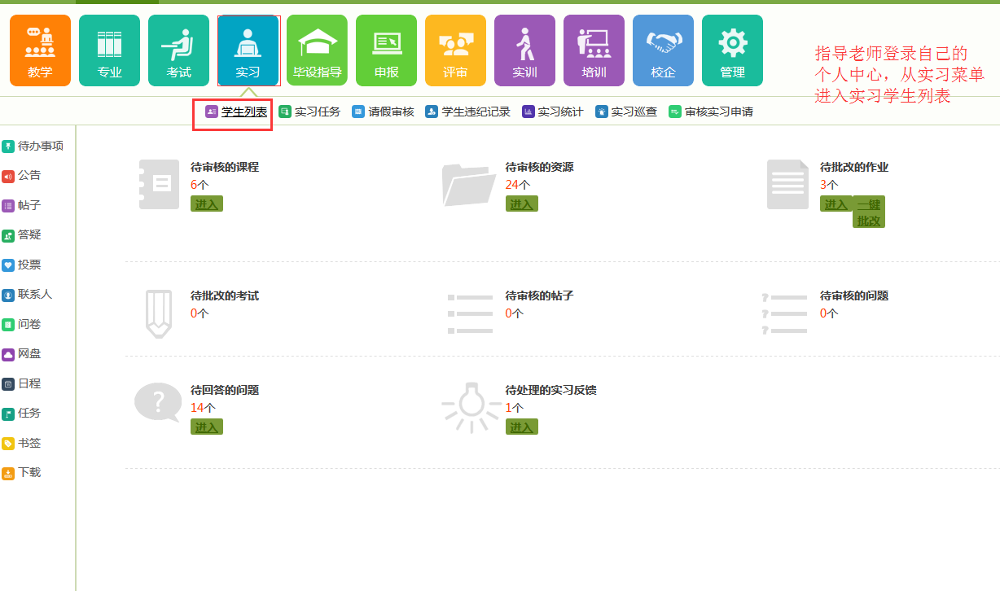 教学
专业
考试
实习
毕设指导
申报
评审
实训
培训
校企
管理
指导老师登录自己的
个人中心，从实习菜单
进入实习学生列表
学生列表
实习任务
请假审核
学生违纪记录
实习统计
实习巡查
审核实习申请
待办事项
公告
帖子
答疑
投票
联系人
问卷
网盘
日程
任务
书签
下载
待审核的课程
6个
进入
待审核的资源
24个
进入
待批改的作业
3个
进入 一键
批改
待批改的考试
0个
待审核的帖子
0个
待审核的问题
0个
待回答的问题
14个
进入
待处理的实习反馈
1个
进入